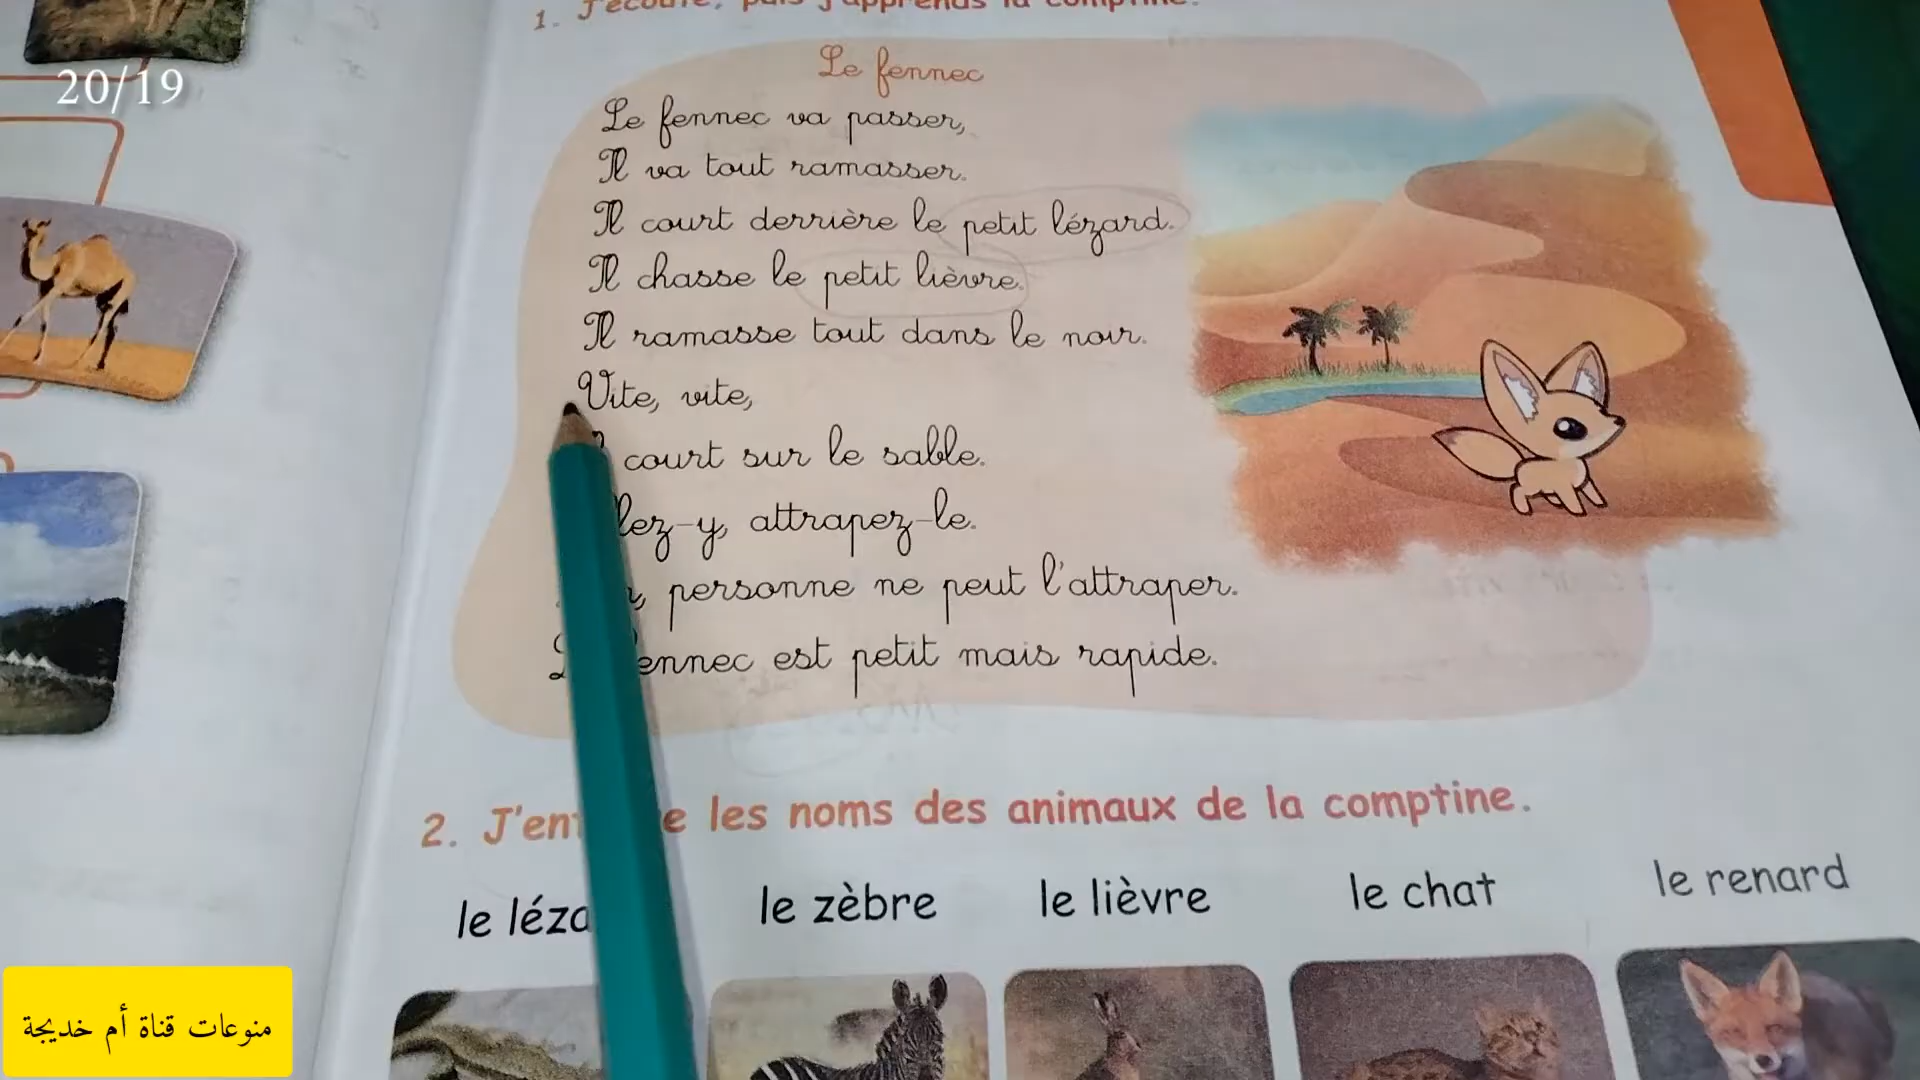 1. J'écoute, puis j'apprends la comptine.
20/19
Le fennec
Le fennec va passer,
Il va tout ramasser.
Il court derrière le petit lézard.
Il chasse le petit lièvre.
Il ramasse tout dans le noir.
Vite, vite,
court sur le sable.
lez-y, attrapez-le.
personne ne peut l'attraper.
ennec est petit mais rapide.
2. J'en e les noms des animaux de la comptine.
le léza le zèbre le lièvre le chat le renard
منوعات قناة أم خديجة